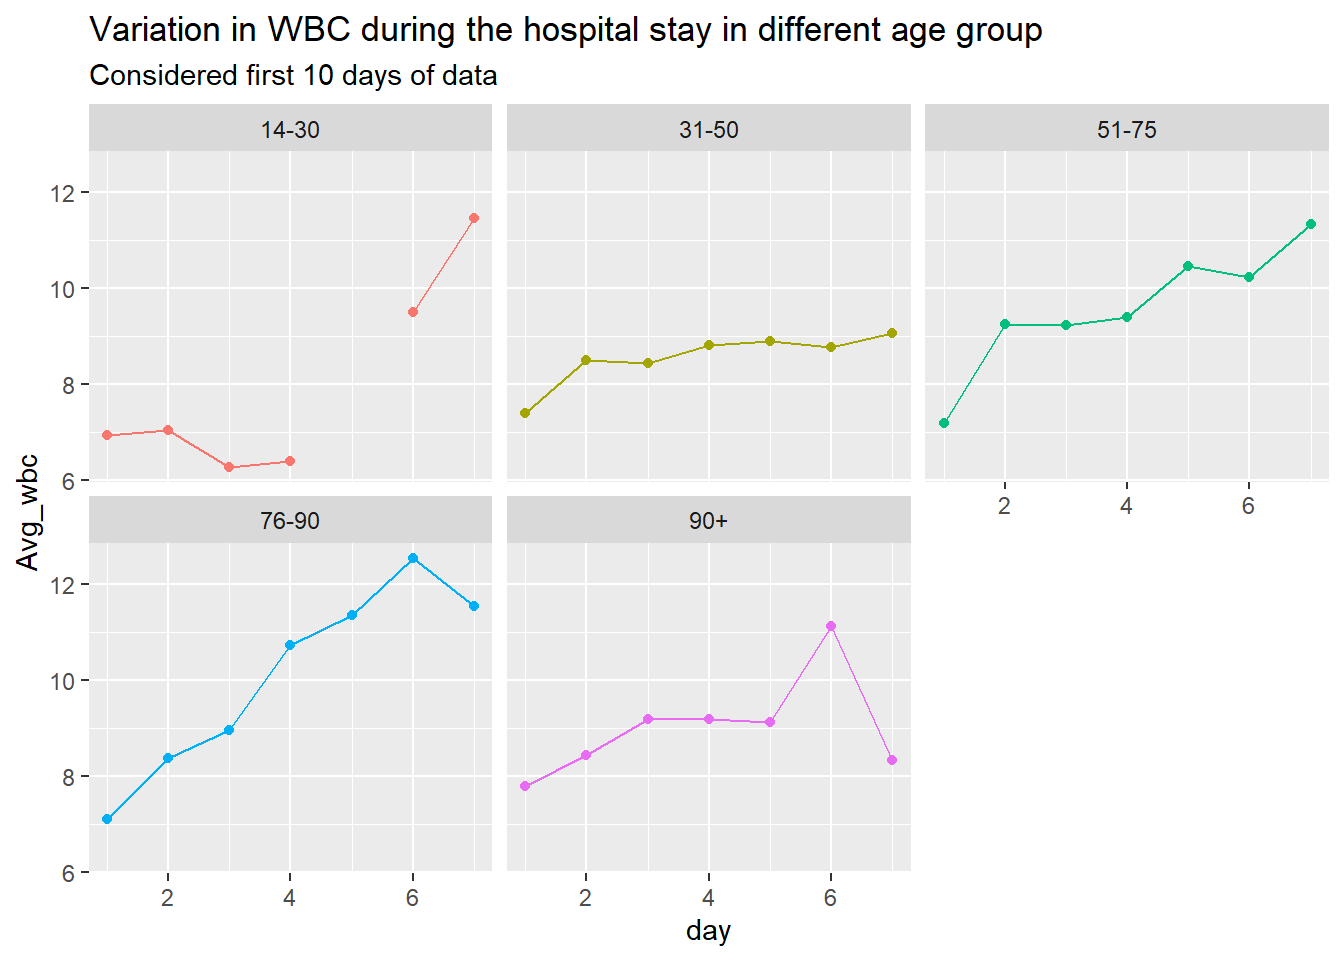 Variation in WBC during the hospital stay in different age group
Considered first 10 days of data
14-30 31-50 51-75
12
10
8
6
2 4 6
76-90 90+
12
10
8
6
2 4 6 2 4 6
Avg_wbc
day